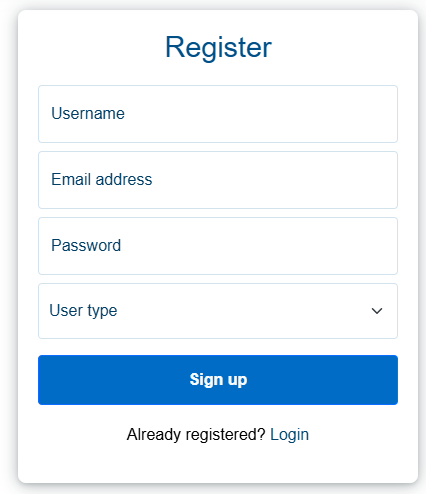 Register
Username
Email address
Password
User type
Sign up
Already registered? Login